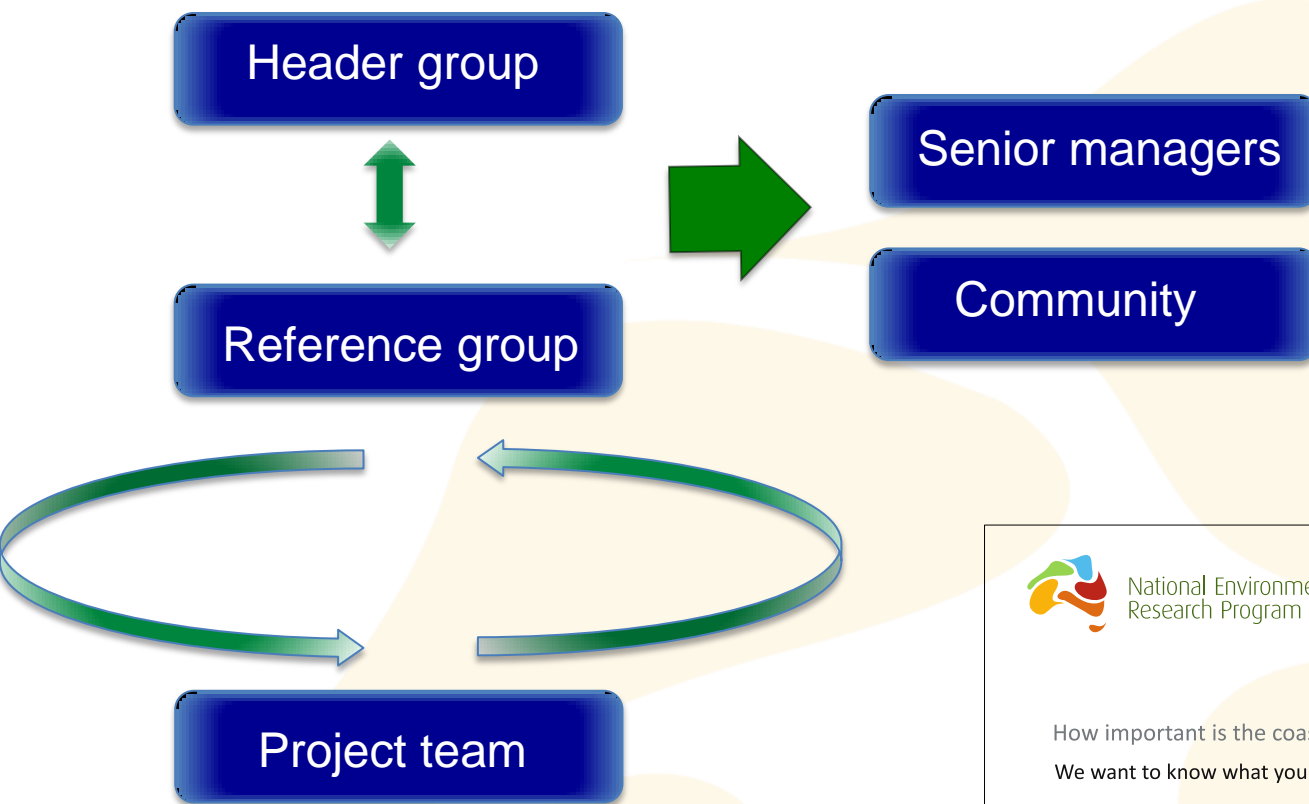 Header group
Senior managers
Reference group
Community
Project team
National Environme
Research Program
How important is the coas
We want to know what you